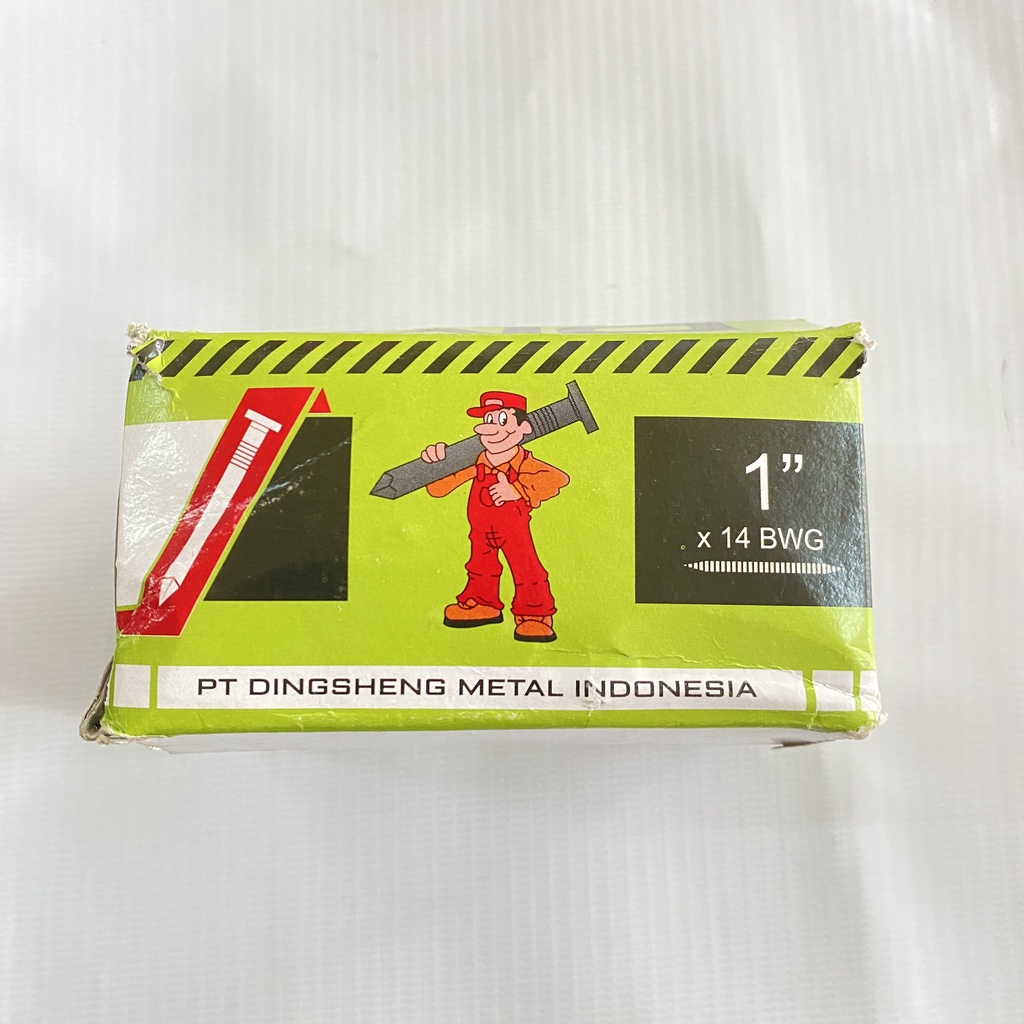 1”
x 14 BWG
PT DINGSHENG METAL INDONESIA